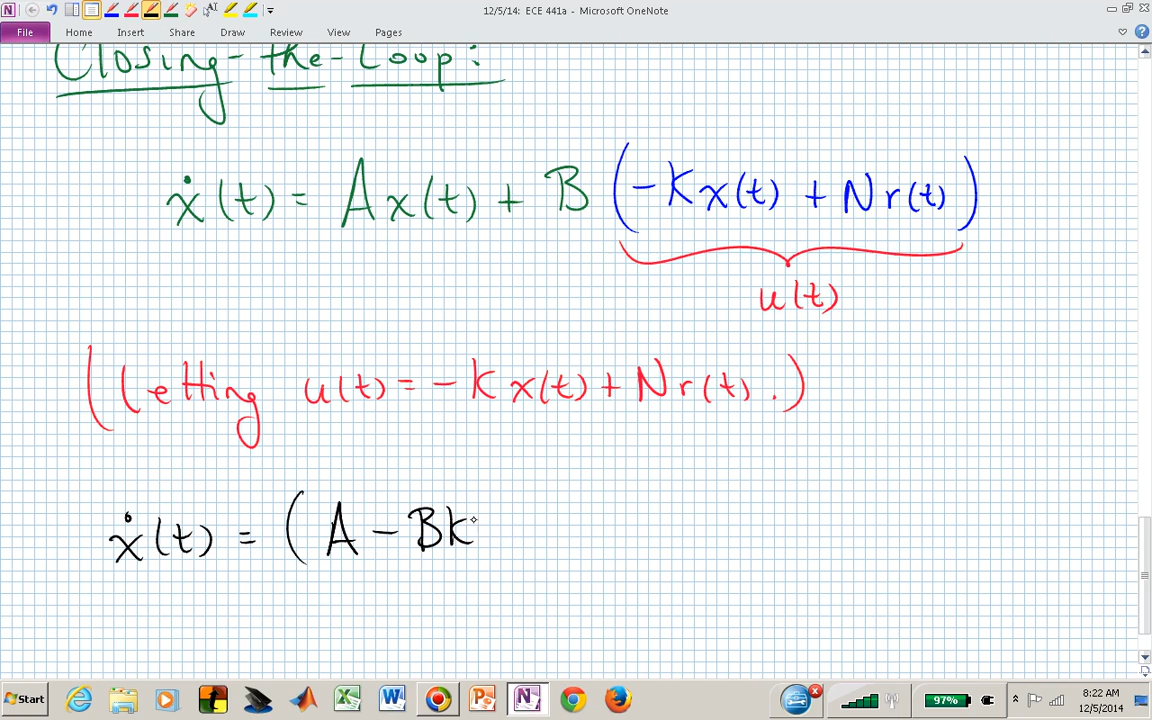 12/5/14: ECE 441a - Microsoft OneNote
File Home Insert Share Draw Review View Pages
Closing-the-Loop:
ẋ(t) = Ax(t) + B (-Kx(t) + Nr(t))
u(t)
(Letting u(t) = -Kx(t) + Nr(t).)
ẋ(t) = (A - BK
Start
97%
8:22 AM
12/5/2014